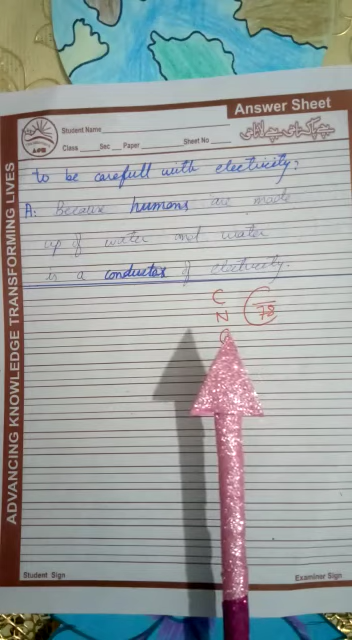 Answer Sheet
Student Name
Class Sec Paper Sheet No
ADVANCING KNOWLEDGE TRANSFORMING LIVES
to be carefull with electricity?
A: Because humans are made
up of water and water
is a conductor of electricity.
C
N
78
Student Sign
Examiner Sign